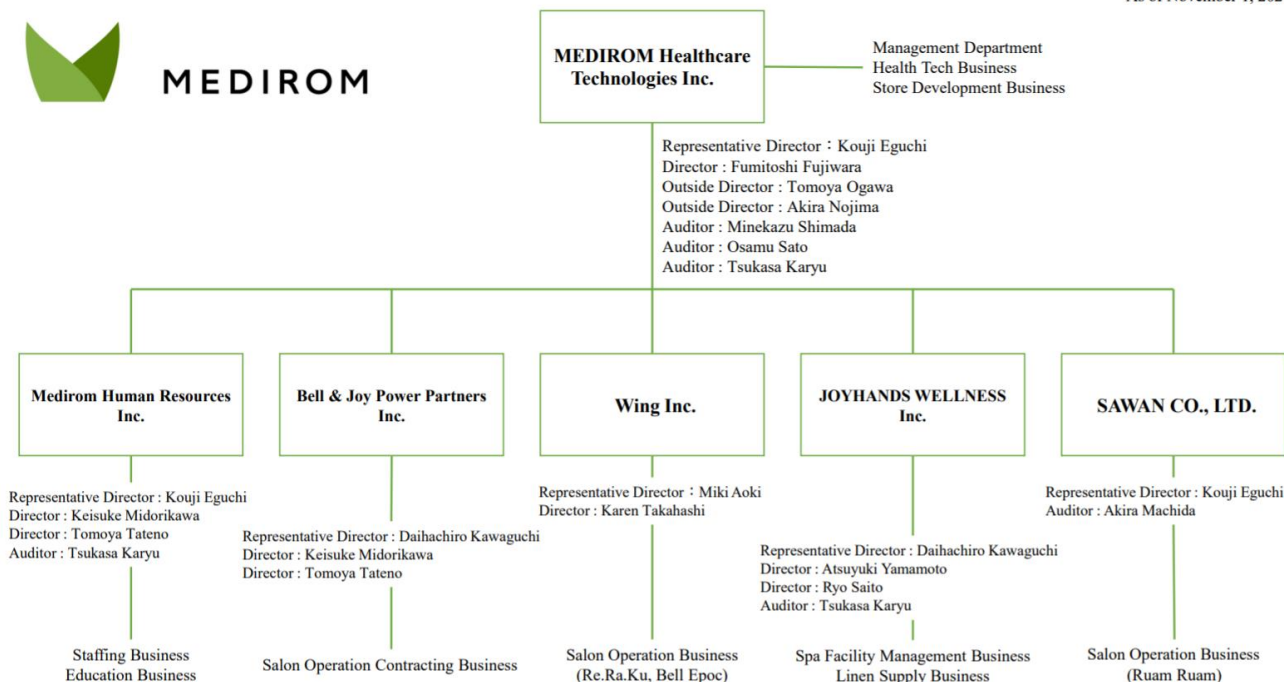 As of November 1, 202
MEDIROM
MEDIROM Healthcare
Technologies Inc.
Management Department
Health Tech Business
Store Development Business
Representative Director：Kouji Eguchi
Director : Fumitoshi Fujiwara
Outside Director : Tomoya Ogawa
Outside Director : Akira Nojima
Auditor : Minekazu Shimada
Auditor : Osamu Sato
Auditor : Tsukasa Karyu
Medirom Human Resources
Inc.
Representative Director : Kouji Eguchi
Director : Keisuke Midorikawa
Director : Tomoya Tateno
Auditor : Tsukasa Karyu
Staffing Business
Education Business
Bell & Joy Power Partners
Inc.
Representative Director : Daihachiro Kawaguchi
Director : Keisuke Midorikawa
Director : Tomoya Tateno
Salon Operation Contracting Business
Wing Inc.
Representative Director：Miki Aoki
Director : Karen Takahashi
Salon Operation Business
(Re.Ra.Ku, Bell Epoc)
JOYHANDS WELLNESS
Inc.
Representative Director : Daihachiro Kawaguchi
Director : Atsuyuki Yamamoto
Director : Ryo Saito
Auditor : Tsukasa Karyu
Spa Facility Management Business
Linen Supply Business
SAWAN CO., LTD.
Representative Director : Kouji Eguchi
Auditor : Akira Machida
Salon Operation Business
(Ruam Ruam)